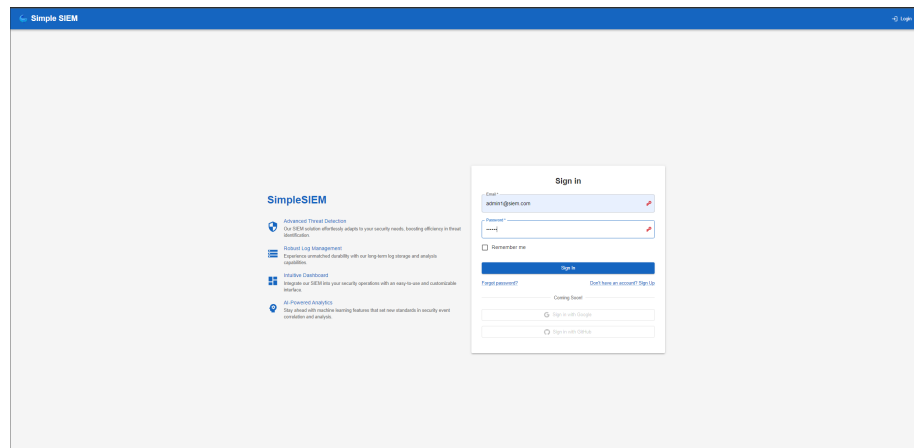 Simple SIEM
Login
SimpleSIEM
Advanced Threat Detection
Our SIEM solution effortlessly adapts to your security needs, boosting efficiency in threat
identification.
Robust Log Management
Experience unmatched durability with our long-term log storage and analysis
capabilities.
Intuitive Dashboard
Integrate our SIEM into your security operations with an easy-to-use and customizable
interface.
AI-Powered Analytics
Stay ahead with machine learning features that set new standards in security event
correlation and analysis.
Sign in
Email *
admin1@siem.com
Password *
Remember me
Sign In
Forgot password?
Don't have an account? Sign Up
Coming Soon!
Sign in with Google
Sign in with GitHub